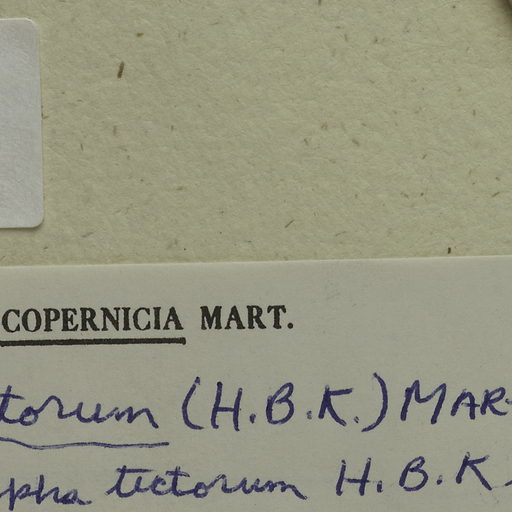 COPERNICIA MART.
torum (H.B.K.) MAR
pha tectorum H.B.K.